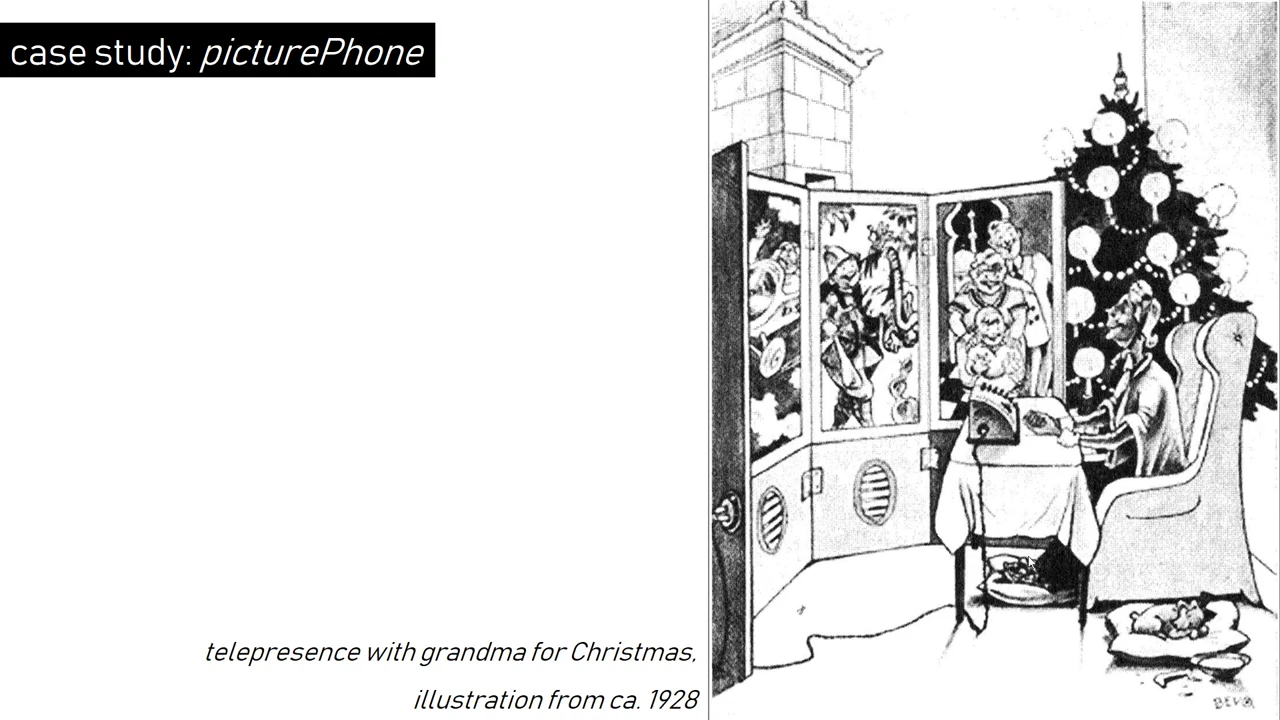 case study: picturePhone
telepresence with grandma for Christmas,
illustration from ca. 1928